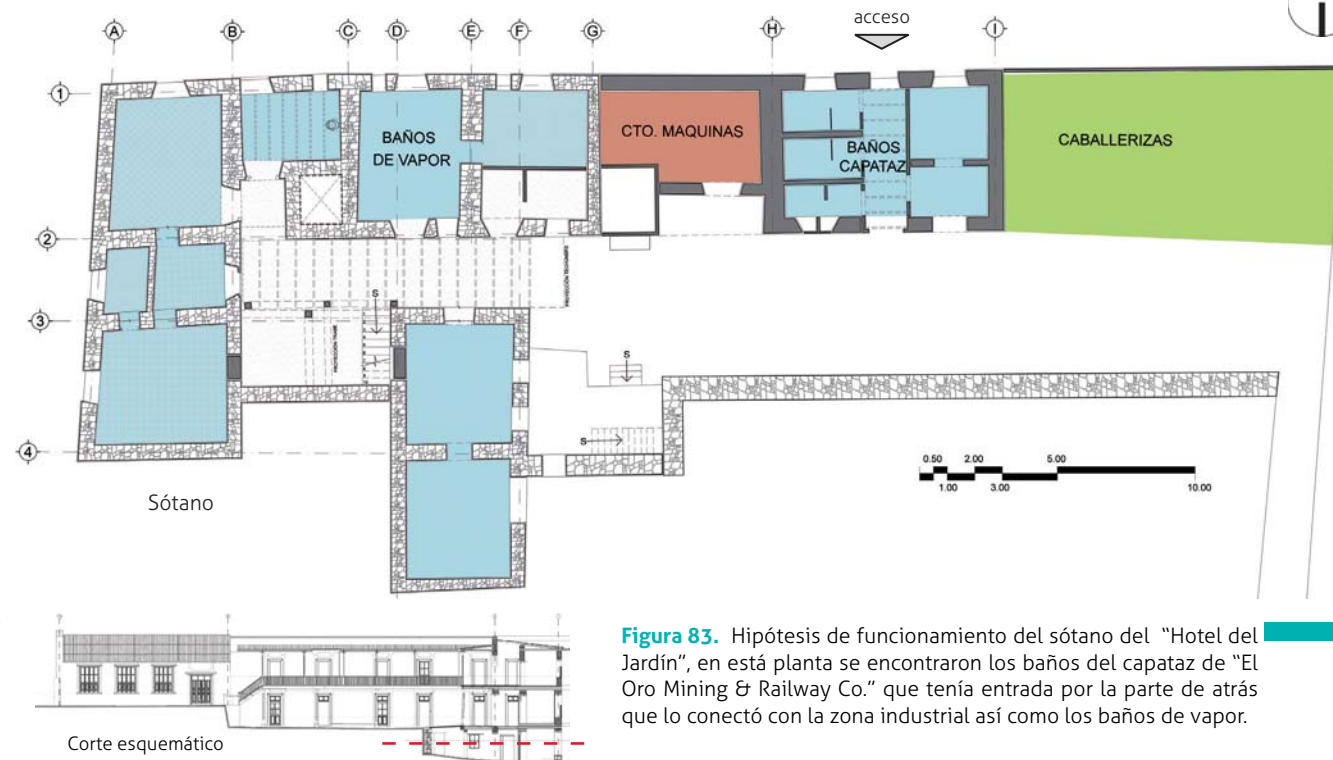 acceso
A B C D E F G H I
1
BAÑOS
DE VAPOR
CTO. MAQUINAS
BAÑOS
CAPATAZ
CABALLERIZAS
2
PROYECCIÓN TECHUMBRE
S
3
S
S
4
0.50 2.00 5.00
1.00 3.00 10.00
Sótano
Corte esquemático
Figura 83. Hipótesis de funcionamiento del sótano del “Hotel del
Jardín”, en está planta se encontraron los baños del capataz de “El
Oro Mining & Railway Co.” que tenía entrada por la parte de atrás
que lo conectó con la zona industrial así como los baños de vapor.